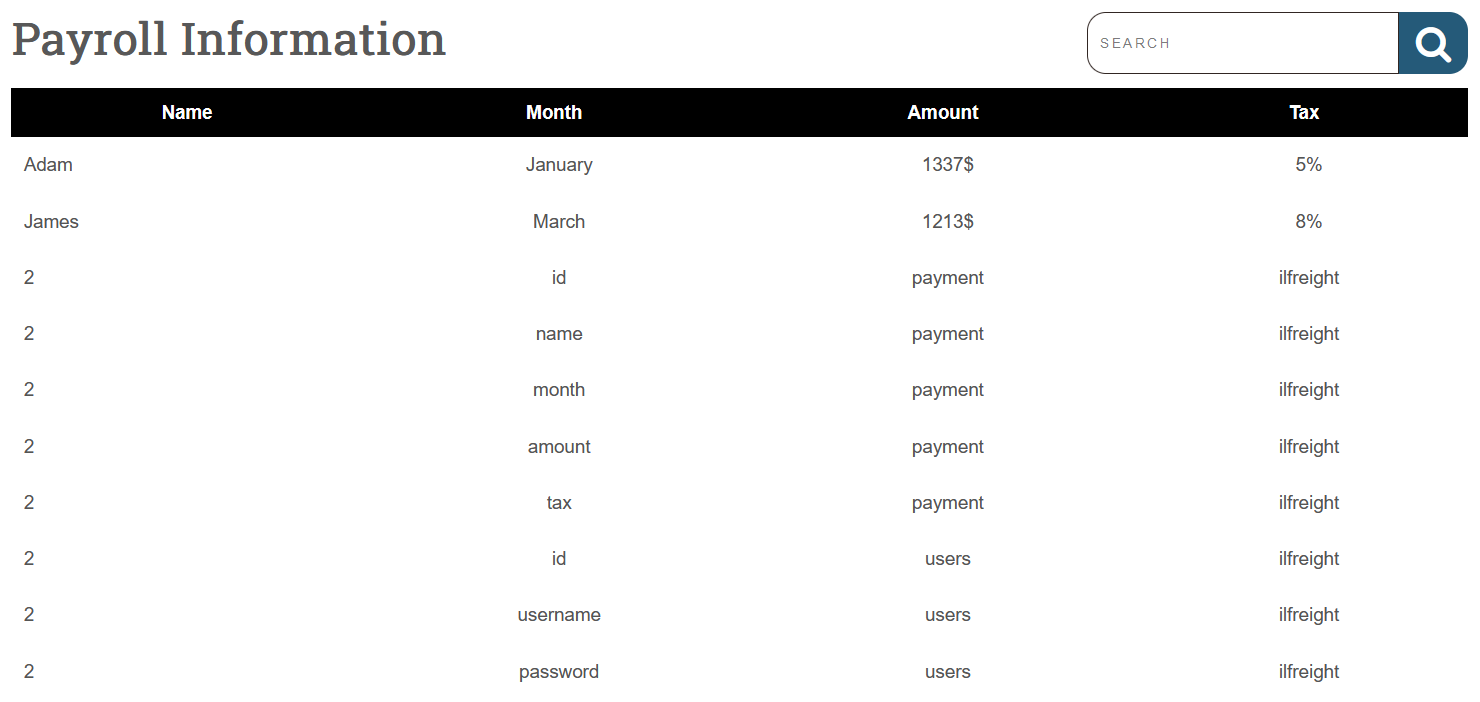 Payroll Information
SEARCH
Name Month Amount Tax
Adam January 1337$ 5%
James March 1213$ 8%
2 id payment ilfreight
2 name payment ilfreight
2 month payment ilfreight
2 amount payment ilfreight
2 tax payment ilfreight
2 id users ilfreight
2 username users ilfreight
2 password users ilfreight